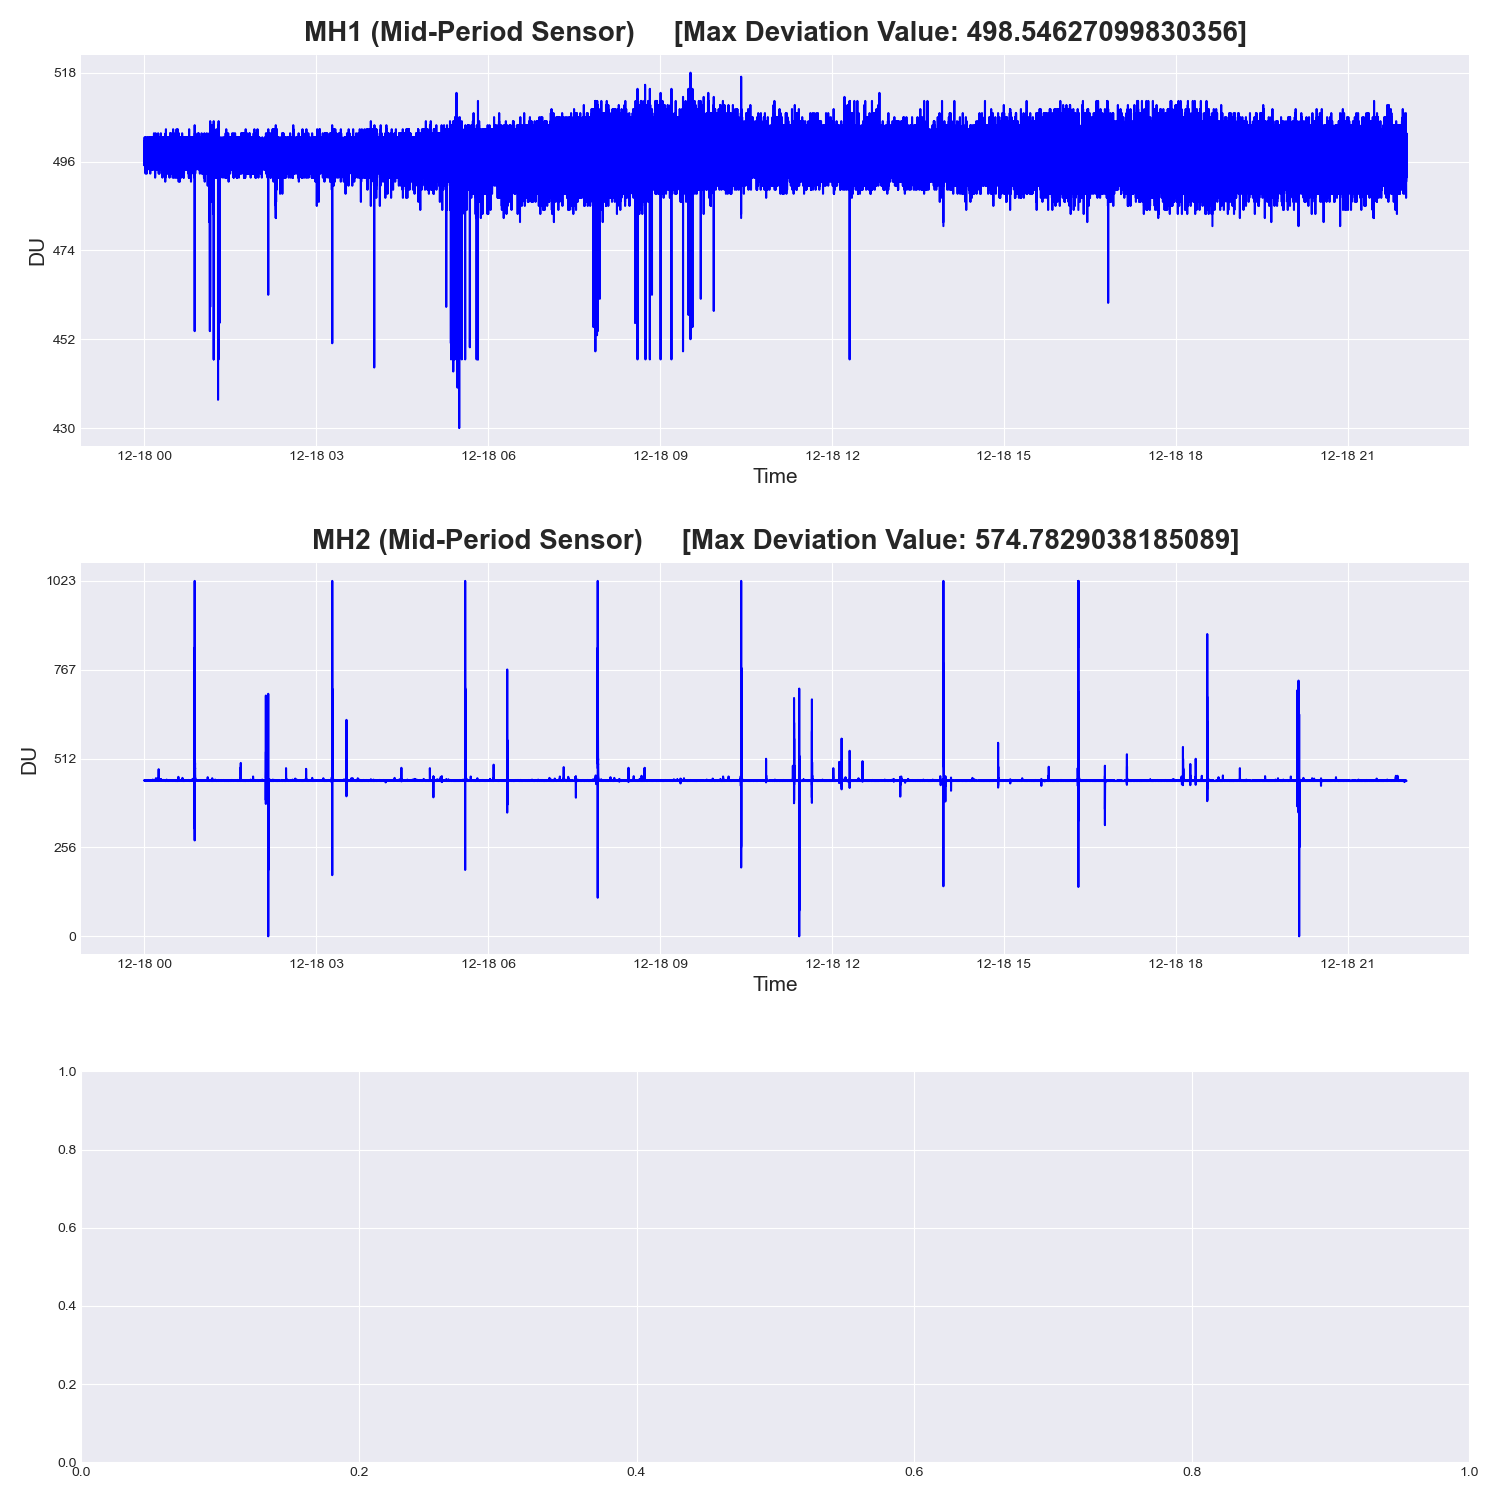 MH1 (Mid-Period Sensor) [Max Deviation Value: 498.54627099830356]
518
496
474
452
430
DU
12-18 00 12-18 03 12-18 06 12-18 09 12-18 12 12-18 15 12-18 18 12-18 21
Time
MH2 (Mid-Period Sensor) [Max Deviation Value: 574.7829038185089]
1023
767
512
256
0
DU
12-18 00 12-18 03 12-18 06 12-18 09 12-18 12 12-18 15 12-18 18 12-18 21
Time
1.0
0.8
0.6
0.4
0.2
0.0
0.0 0.2 0.4 0.6 0.8 1.0